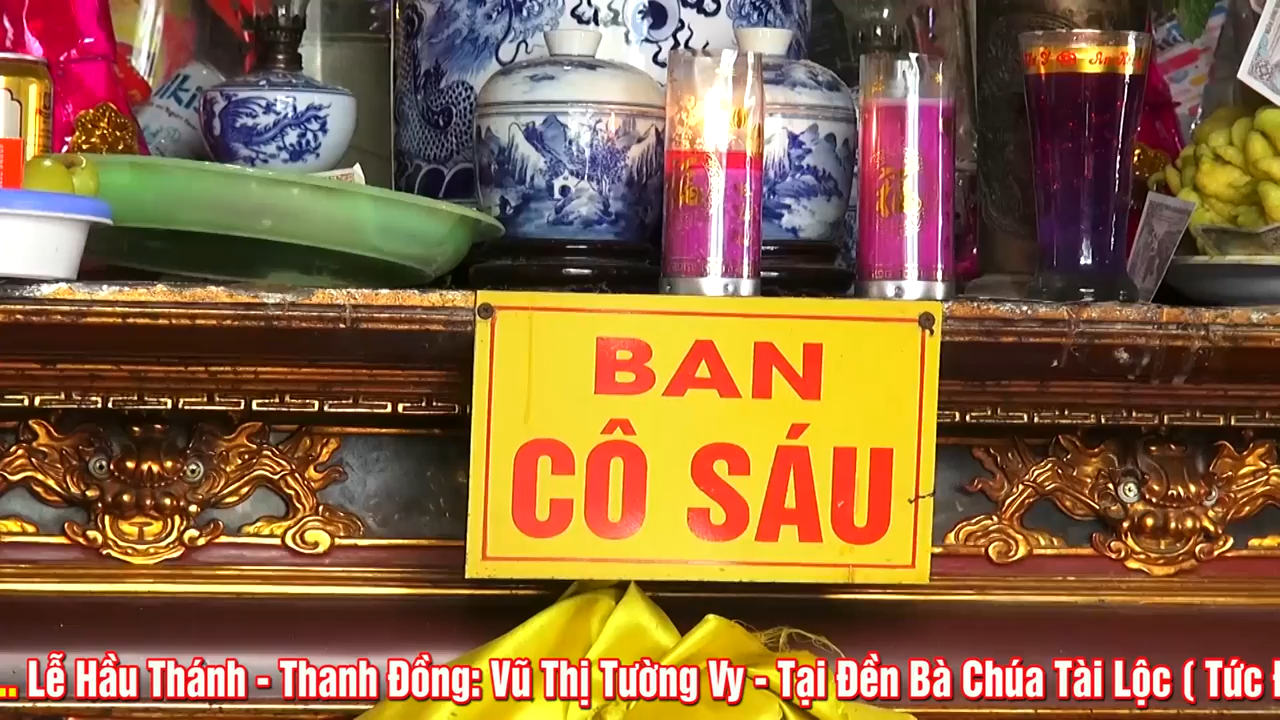 BAN
CÔ SÁU
.. Lễ Hầu Thánh - Thanh Đồng: Vũ Thị Tường Vy - Tại Đền Bà Chúa Tài Lộc ( Tức